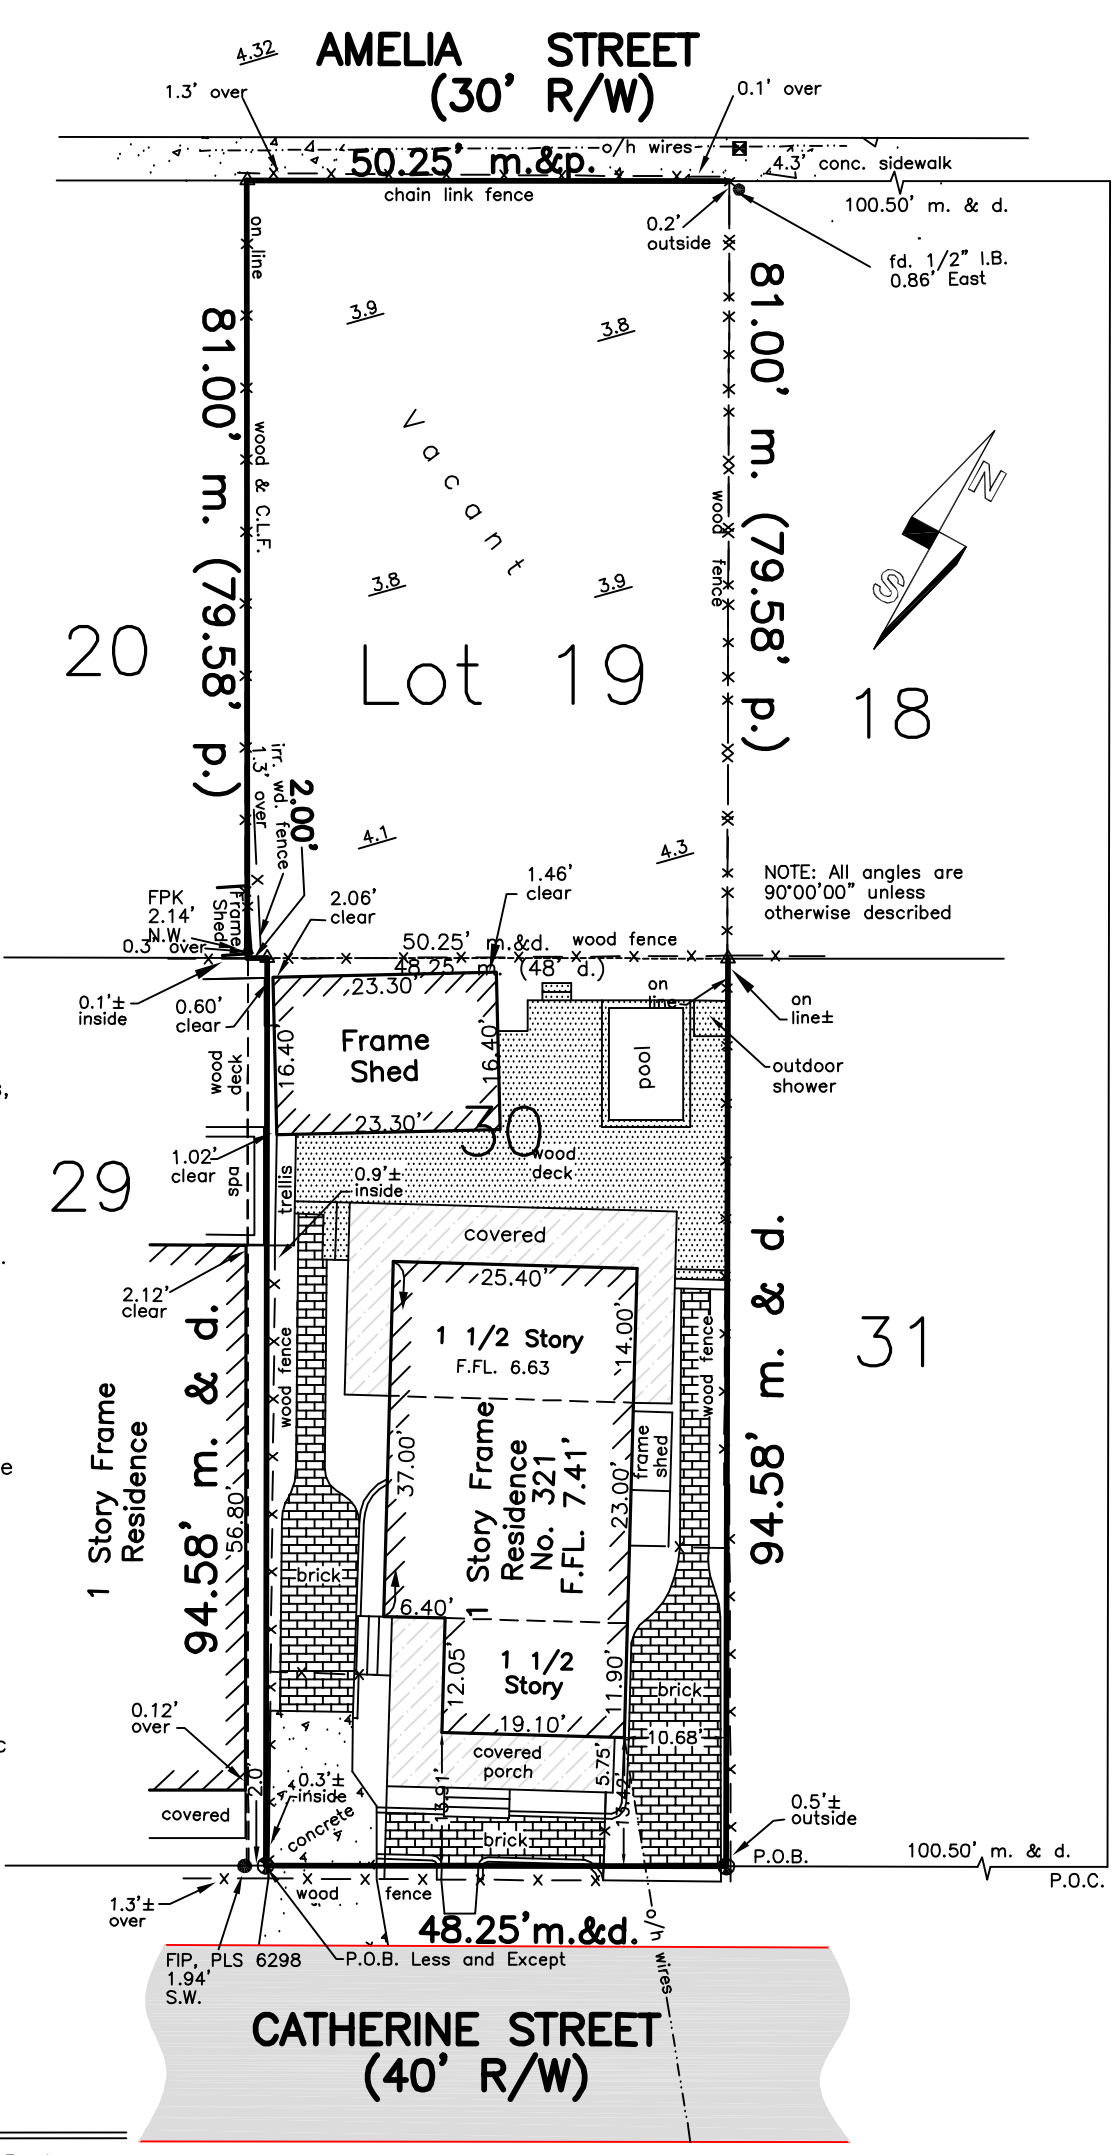 4.32
AMELIA STREET
(30' R/W)
1.3' over
0.1' over
o/h wires
50.25' m.&p.
4.3' conc. sidewalk
chain link fence
100.50' m. & d.
0.2'
outside
fd. 1/2" I.B.
0.86' East
on line
81.00' m. (79.58' p.)
81.00' m. (79.58' p.)
3.9
3.8
Vacant
wood & C.L.F.
wood fence
N
S
3.8
3.9
20
Lot 19
18
irr. wd. fence
1.3' over
2.00'
4.1
4.3
NOTE: All angles are
90°00'00" unless
otherwise described
FPK
2.14'
N.W.
Frame
Shed
2.06'
clear
1.46'
clear
0.3' over
50.25' m.&d.
wood fence
48.25' m. (48' d.)
0.1'±
inside
0.60'
clear
23.30'
on
line
on
line±
16.40'
Frame
Shed
16.40'
pool
wood
deck
outdoor
shower
23.30'
30
wood
deck
29
1.02'
clear
spa
trellis
0.9'±
inside
covered
2.12'
clear
25.40'
1 1/2 Story
F.FL. 6.63
14.00'
wood fence
wood fence
94.58' m. & d.
94.58' m. & d.
31
1 Story Frame
Residence
56.80'
37.00'
1 Story Frame
Residence
No. 321
F.FL. 7.41'
23.00'
frame
shed
brick
6.40'
12.05'
1 1/2
Story
11.90'
brick
0.12'
over
19.10'
10.68'
covered
porch
5.75'
13.91'
13.42'
2.0'
0.3'±
inside
concrete
brick
covered
0.5'±
outside
P.O.B.
100.50' m. & d.
P.O.C.
1.3'±
over
wood fence
48.25'm.&d.
o/h wires
FIP, PLS 6298
1.94'
S.W.
P.O.B. Less and Except
CATHERINE STREET
(40' R/W)